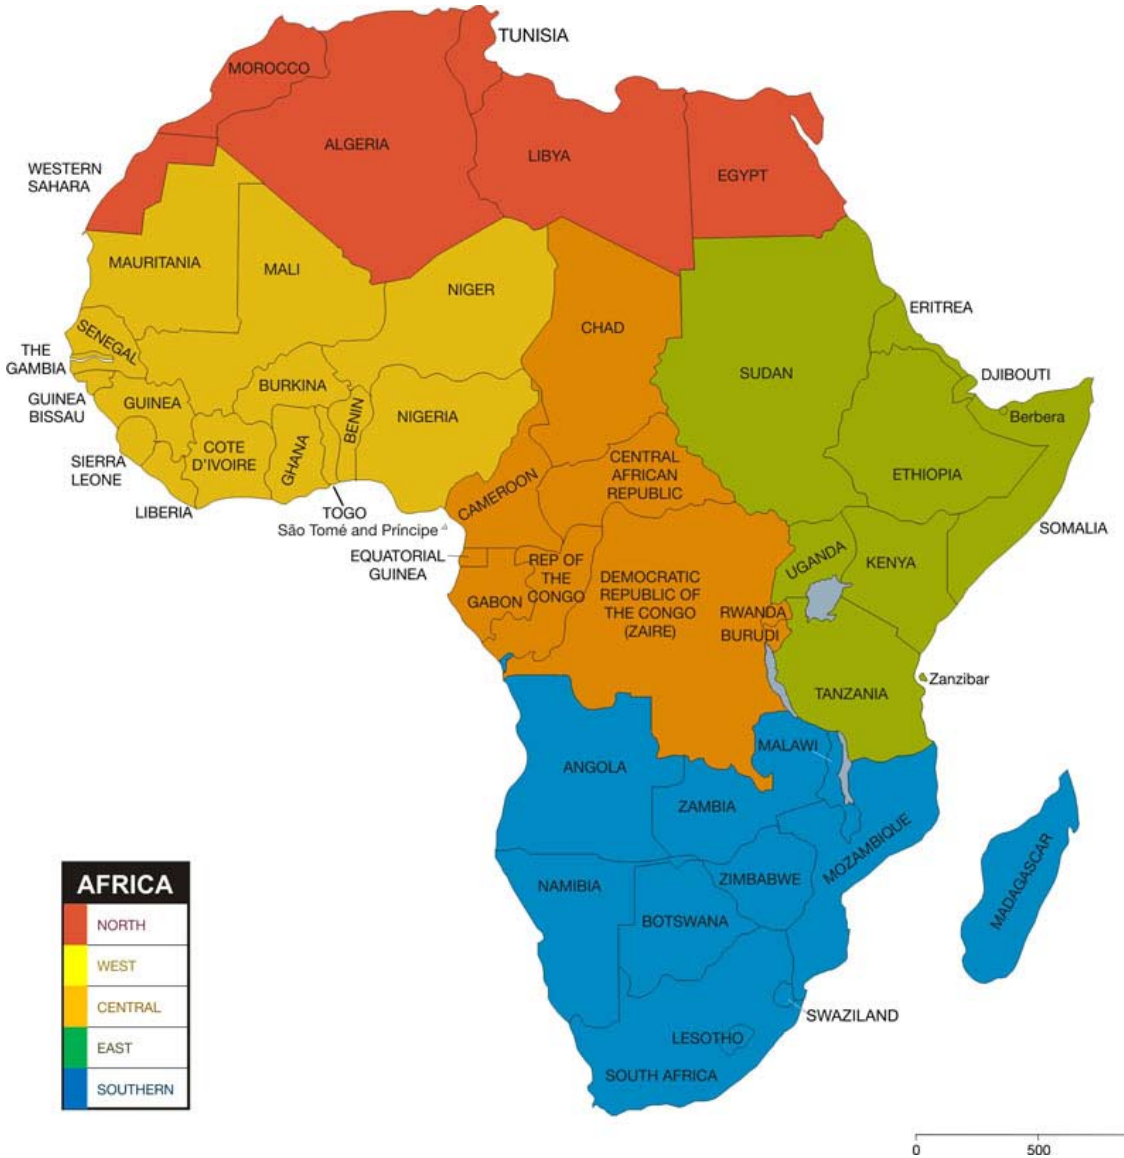 TUNISIA
MOROCCO
ALGERIA
LIBYA
EGYPT
WESTERN
SAHARA
MAURITANIA
MALI
NIGER
CHAD
SUDAN
ERITREA
SENEGAL
THE
GAMBIA
BURKINA
DJIBOUTI
Berbera
GUINEA
BISSAU
GUINEA
BENIN
NIGERIA
SIERRA
LEONE
COTE
D'IVOIRE
GHANA
CENTRAL
AFRICAN
REPUBLIC
ETHIOPIA
LIBERIA
TOGO
CAMEROON
SOMALIA
São Tomé and Príncipe
EQUATORIAL
GUINEA
REP OF
THE
CONGO
GABON
DEMOCRATIC
REPUBLIC OF
THE CONGO
(ZAIRE)
UGANDA
KENYA
RWANDA
BURUDI
TANZANIA
Zanzibar
ANGOLA
MALAWI
ZAMBIA
MOZAMBIQUE
MADAGASCAR
NAMIBIA
ZIMBABWE
BOTSWANA
SWAZILAND
LESOTHO
SOUTH AFRICA
AFRICA
NORTH
WEST
CENTRAL
EAST
SOUTHERN
0 500